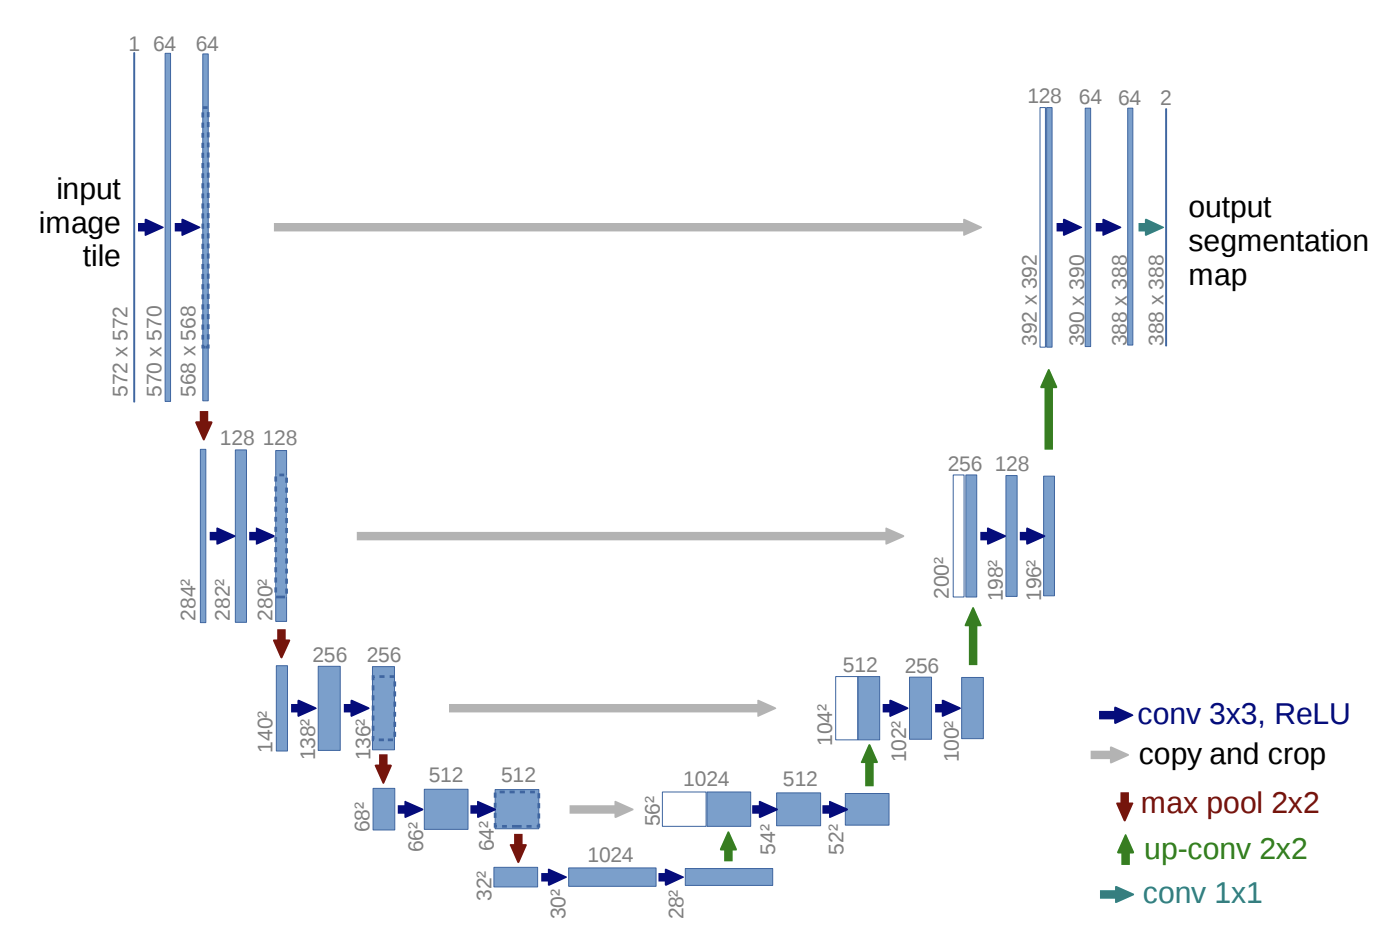 1 64 64
128 64 64 2
input
image
tile
output
segmentation
map
572 x 572
570 x 570
568 x 568
392 x 392
390 x 390
388 x 388
388 x 388
128 128
256 128
284²
282²
280²
200²
198²
196²
256 256
512 256
140²
138²
136²
104²
102²
100²
512 512
1024 512
68²
66²
64²
56²
54²
52²
1024
32²
30²
28²
conv 3x3, ReLU
copy and crop
max pool 2x2
up-conv 2x2
conv 1x1